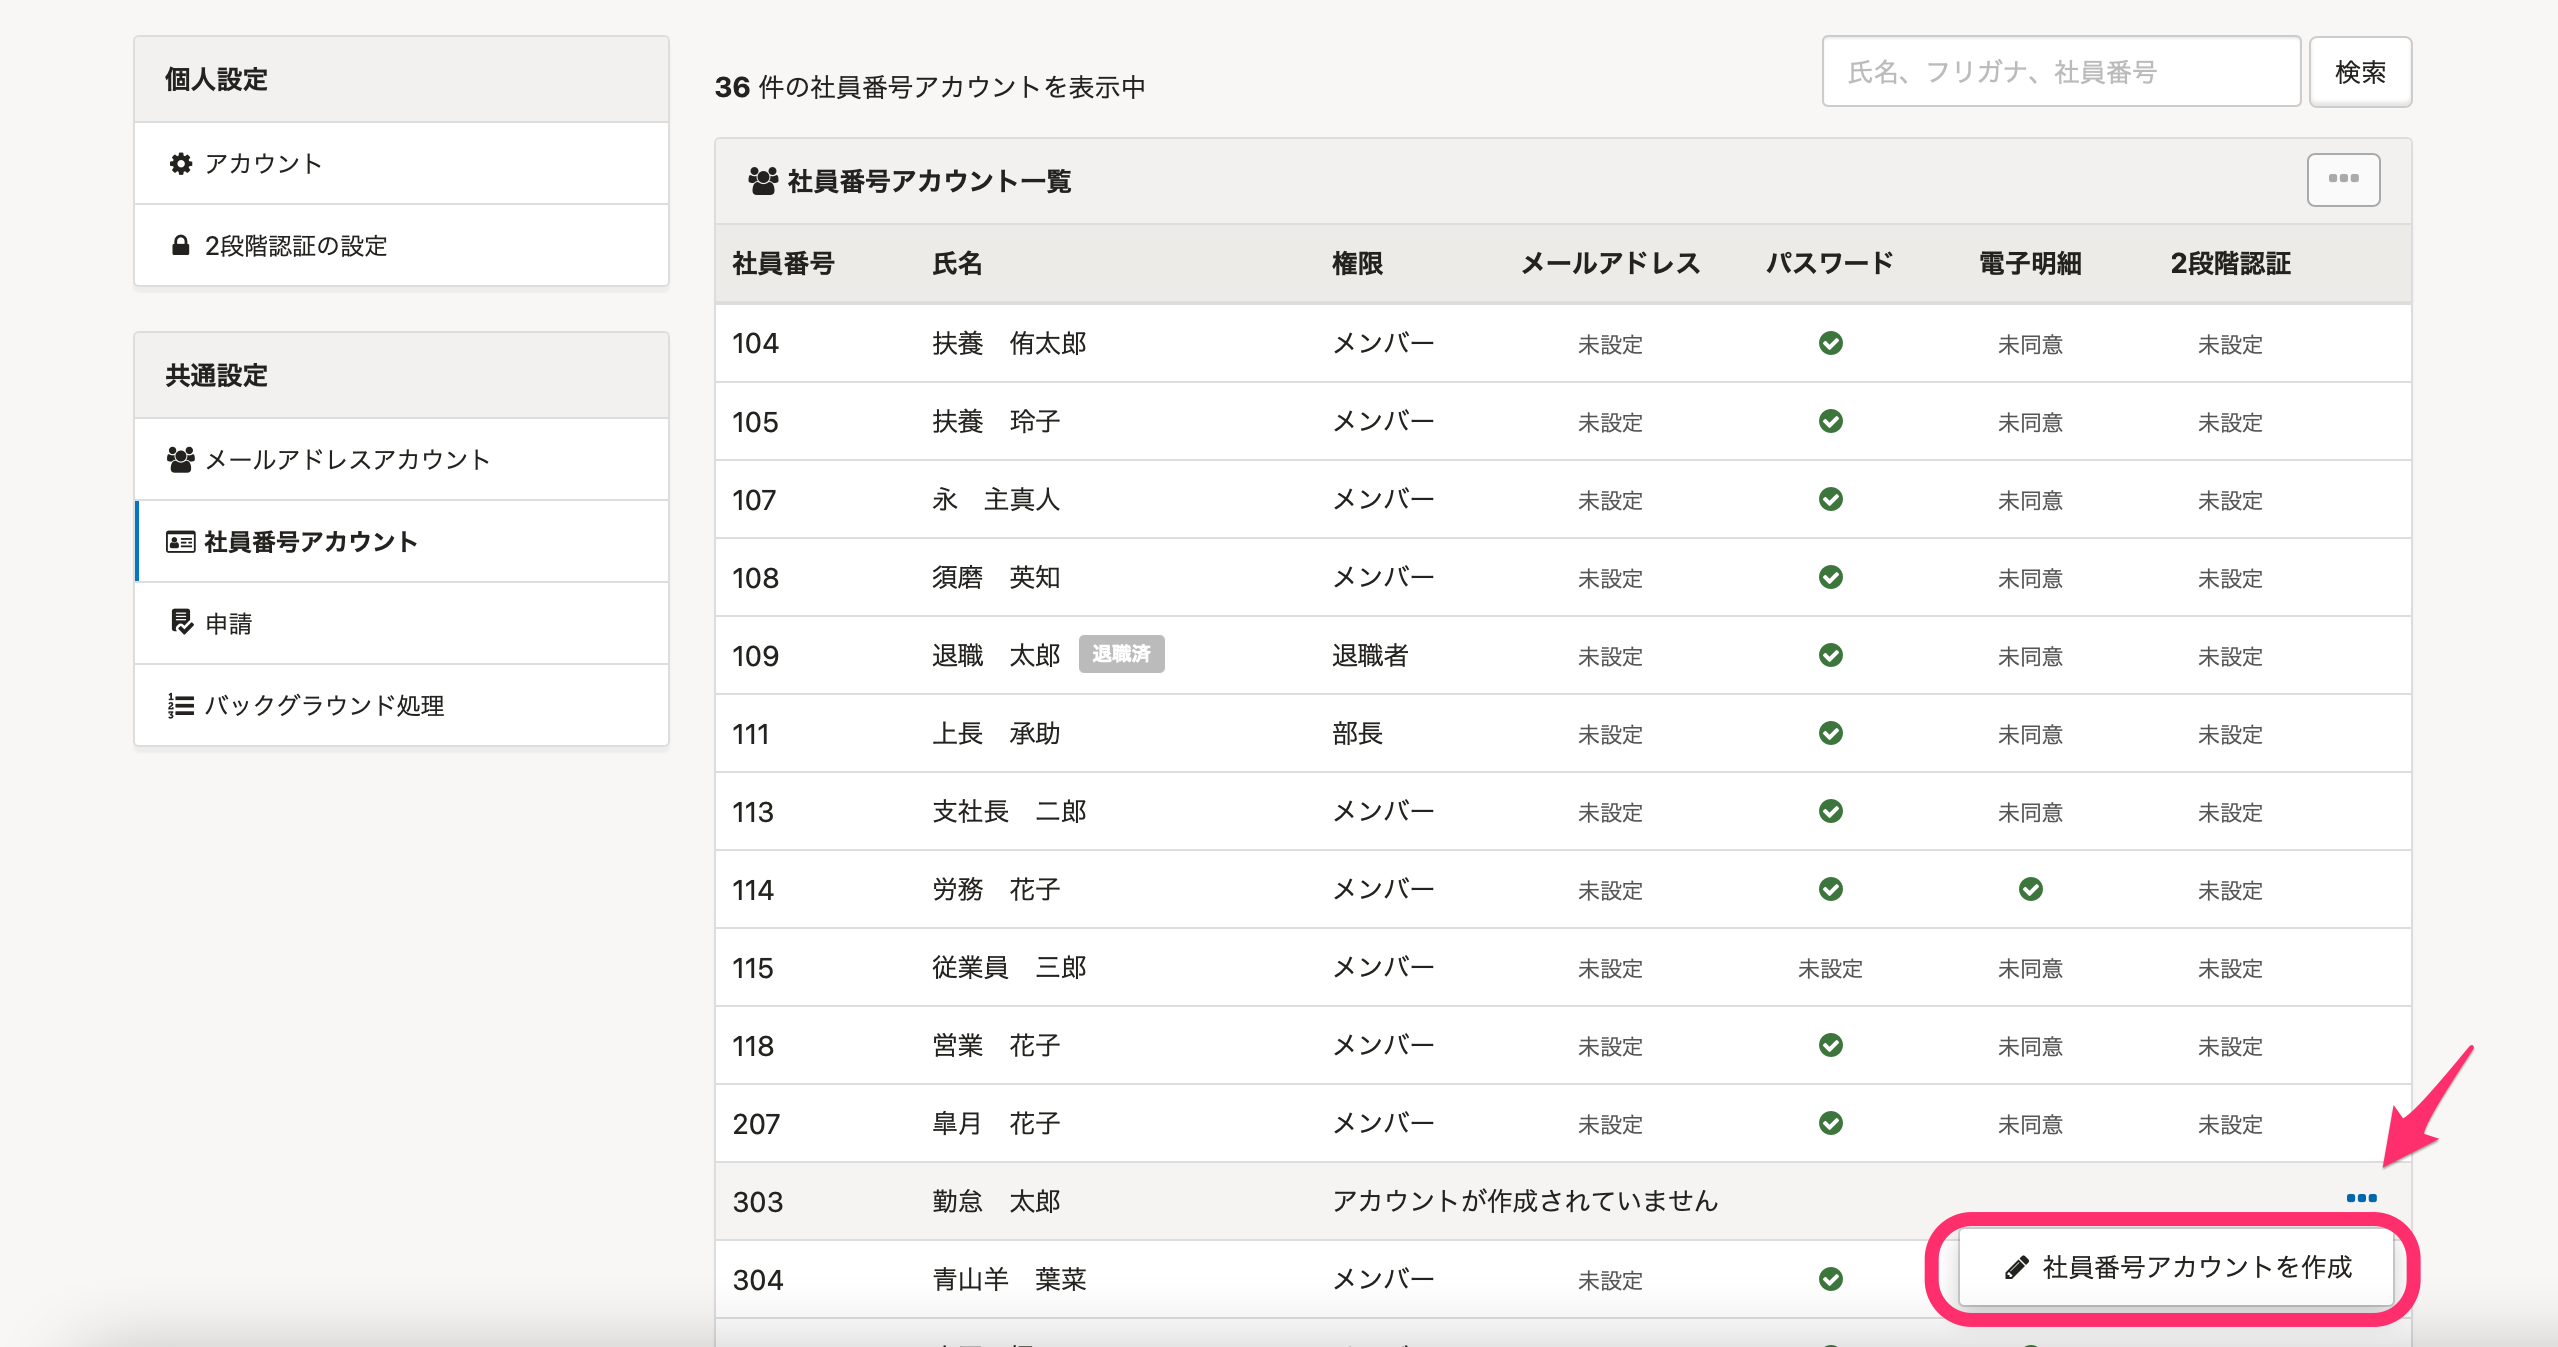 個人設定
アカウント
2段階認証の設定
共通設定
メールアドレスアカウント
社員番号アカウント
申請
バックグラウンド処理
36 件の社員番号アカウントを表示中
氏名、フリガナ、社員番号 検索
社員番号アカウント一覧
社員番号 氏名 権限 メールアドレス パスワード 電子明細 2段階認証
104 扶養 侑太郎 メンバー 未設定 未同意 未設定
105 扶養 玲子 メンバー 未設定 未同意 未設定
107 永 主真人 メンバー 未設定 未同意 未設定
108 須磨 英知 メンバー 未設定 未同意 未設定
109 退職 太郎 退職済 退職者 未設定 未同意 未設定
111 上長 承助 部長 未設定 未同意 未設定
113 支社長 二郎 メンバー 未設定 未同意 未設定
114 労務 花子 メンバー 未設定 未設定
115 従業員 三郎 メンバー 未設定 未設定 未同意 未設定
118 営業 花子 メンバー 未設定 未同意 未設定
207 皐月 花子 メンバー 未設定 未同意 未設定
303 勤怠 太郎 アカウントが作成されていません
304 青山羊 葉菜 メンバー 未設定
社員番号アカウントを作成